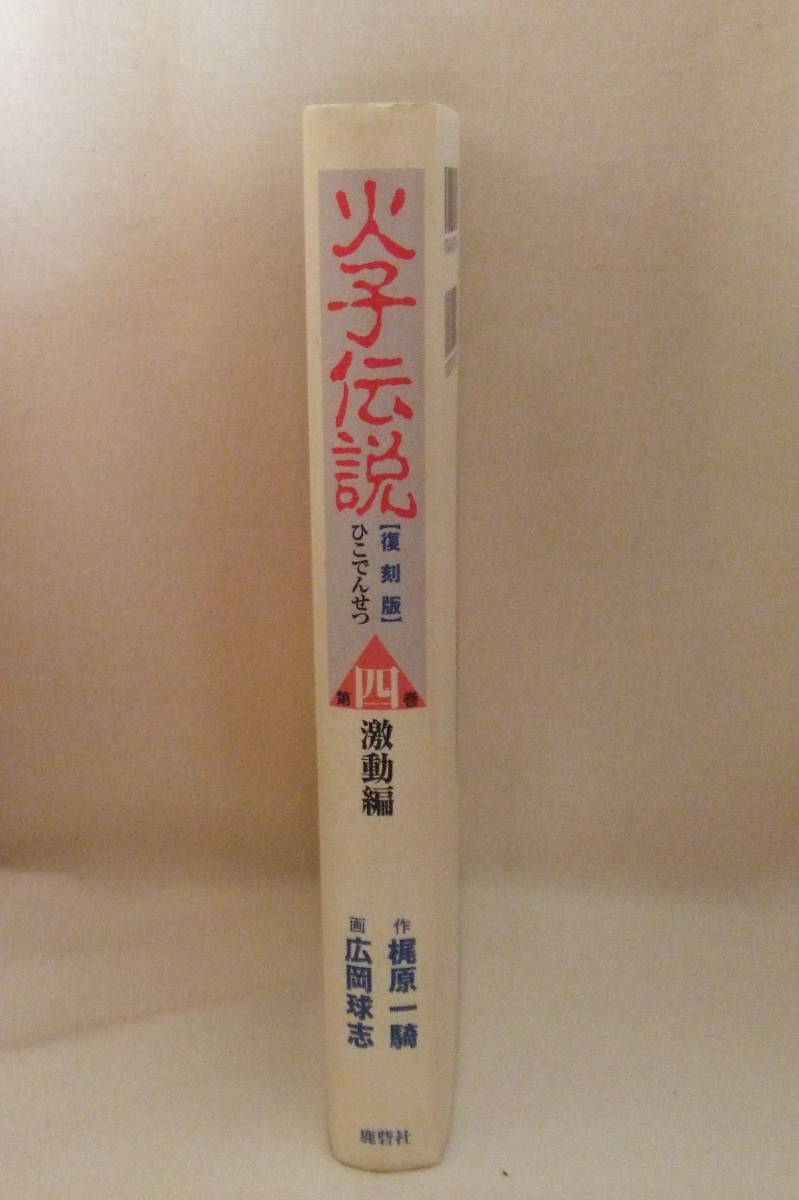 火子伝説
【復刻版】
ひこでんせつ
第四巻
激動編
作 梶原一騎
画 広岡球志
鹿砦社